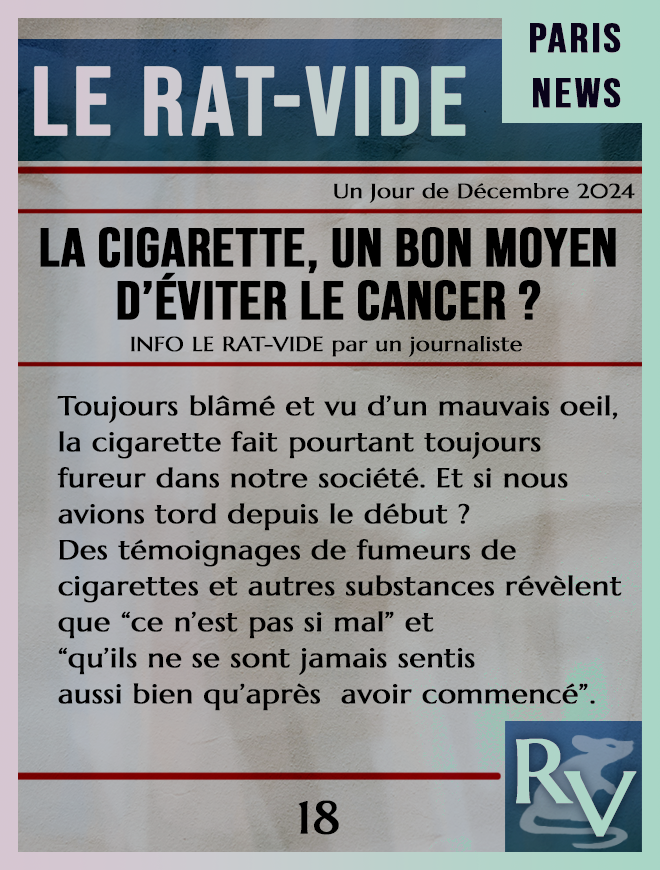 PARIS
NEWS
LE RAT-VIDE
Un Jour de Décembre 2024
LA CIGARETTE, UN BON MOYEN
D'ÉVITER LE CANCER ?
INFO LE RAT-VIDE par un journaliste
Toujours blâmé et vu d'un mauvais oeil,
la cigarette fait pourtant toujours
fureur dans notre société. Et si nous
avions tord depuis le début ?
Des témoignages de fumeurs de
cigarettes et autres substances révèlent
que “ce n'est pas si mal” et
“qu'ils ne se sont jamais sentis
aussi bien qu'après  avoir commencé”.
18
RV